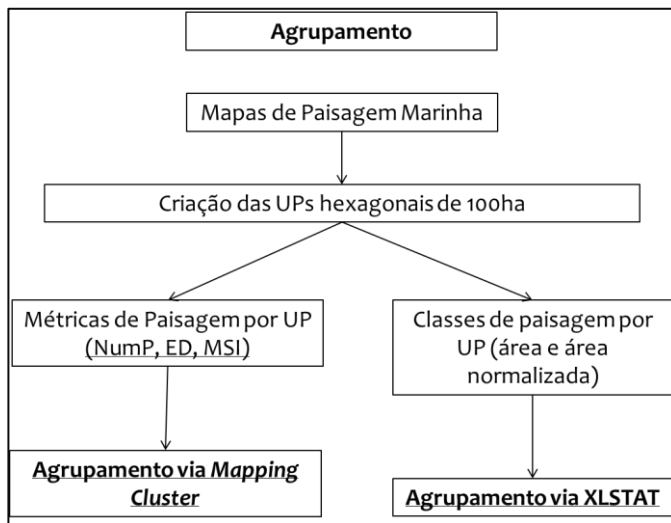 Agrupamento
Mapas de Paisagem Marinha
Criação das UPs hexagonais de 100ha
Métricas de Paisagem por UP
(NumP, ED, MSI)
Classes de paisagem por
UP (área e área
normalizada)
Agrupamento via Mapping
Cluster
Agrupamento via XLSTAT